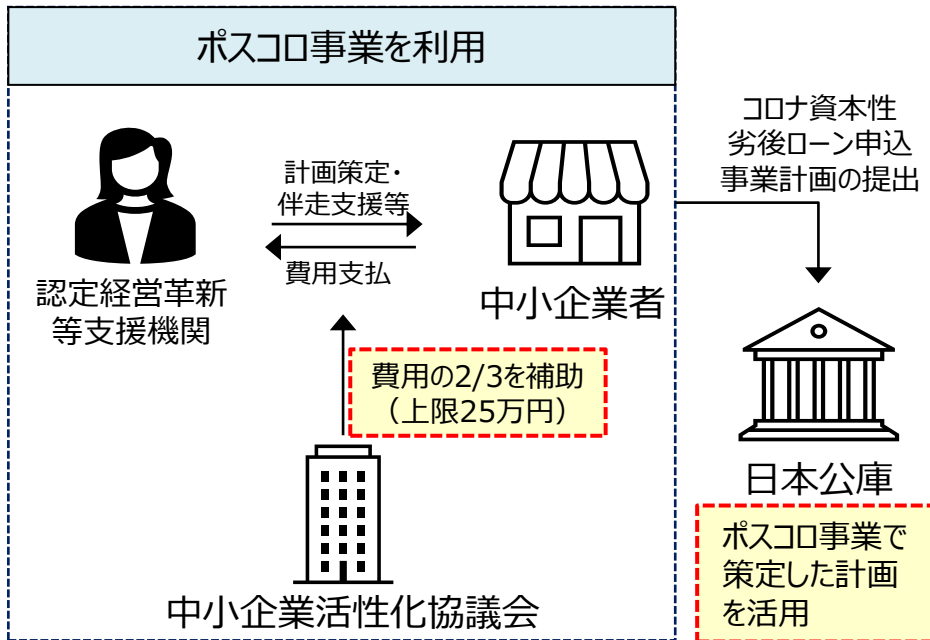 ポスコロ事業を利用
計画策定・
伴走支援等
費用支払
認定経営革新
等支援機関
中小企業者
費用の2/3を補助
（上限25万円）
中小企業活性化協議会
コロナ資本性
劣後ローン申込
事業計画の提出
日本公庫
ポスコロ事業で
策定した計画
を活用